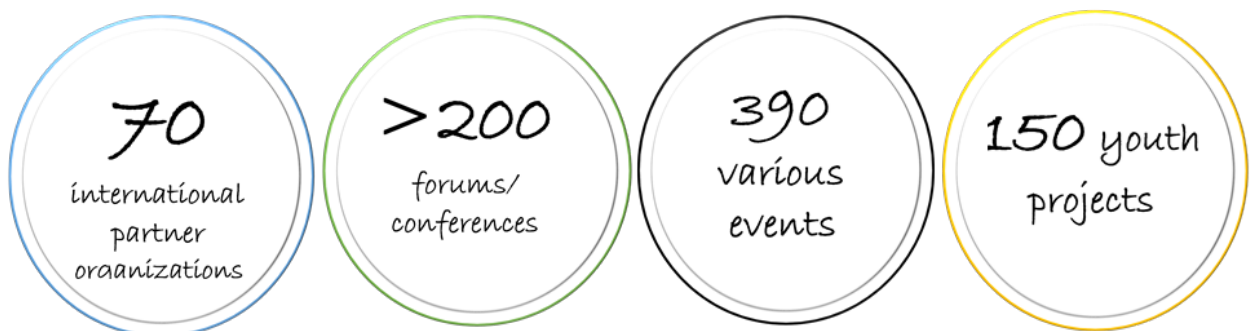 70
international
partner
organizations
>200
forums/
conferences
390
various
events
150 youth
projects